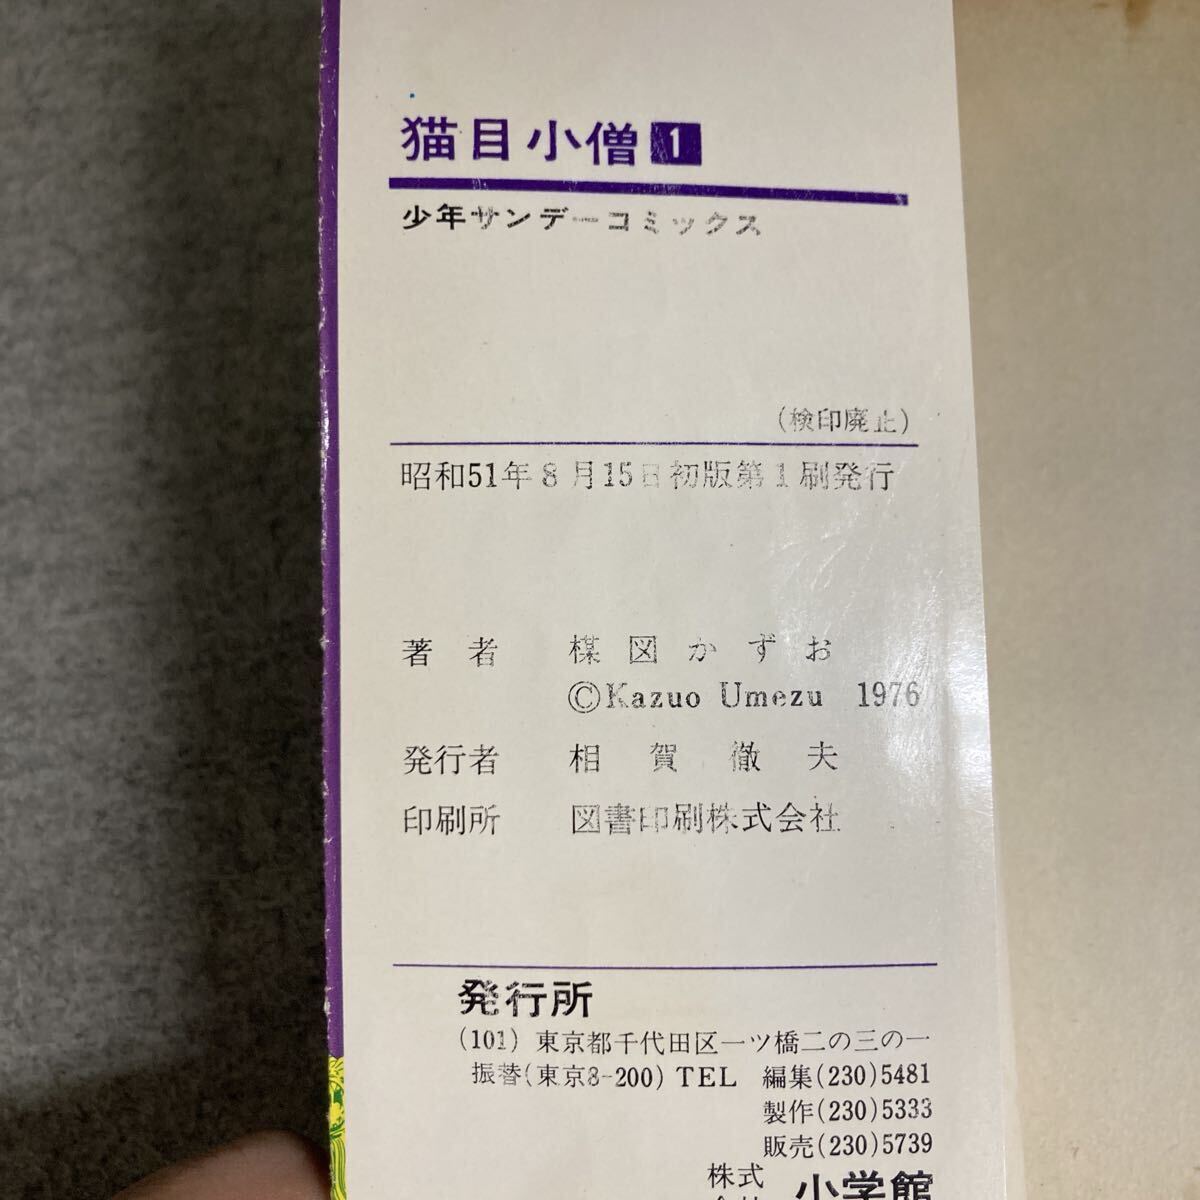 猫目小僧 1
少年サンデーコミックス
(検印廃止)
昭和51年8月15日初版第1刷発行
著者 楳図かずお
©Kazuo Umezu 1976
発行者 相賀徹夫
印刷所 図書印刷株式会社
発行所
(101) 東京都千代田区一ツ橋二の三の一
振替(東京8-200) TEL 編集(230)5481
製作(230)5333
販売(230)5739
株式 小学館